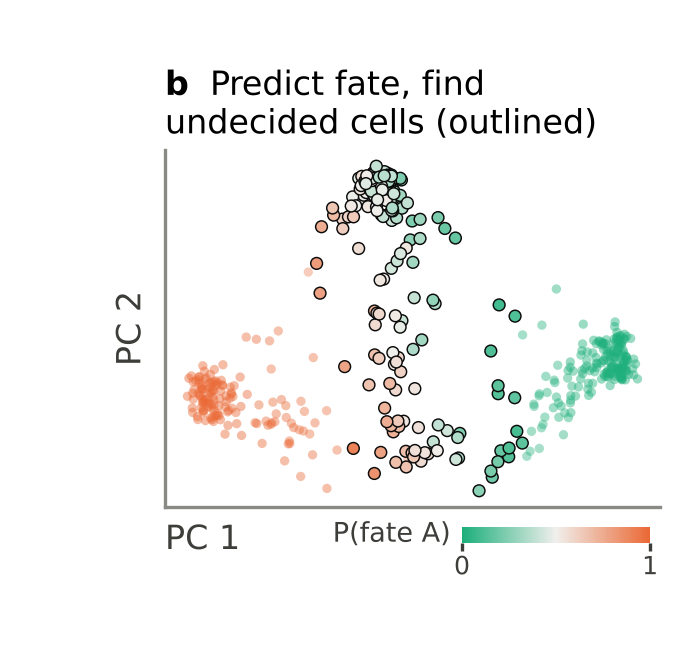 b Predict fate, find
undecided cells (outlined)
PC 2
PC 1
P(fate A)
0 1